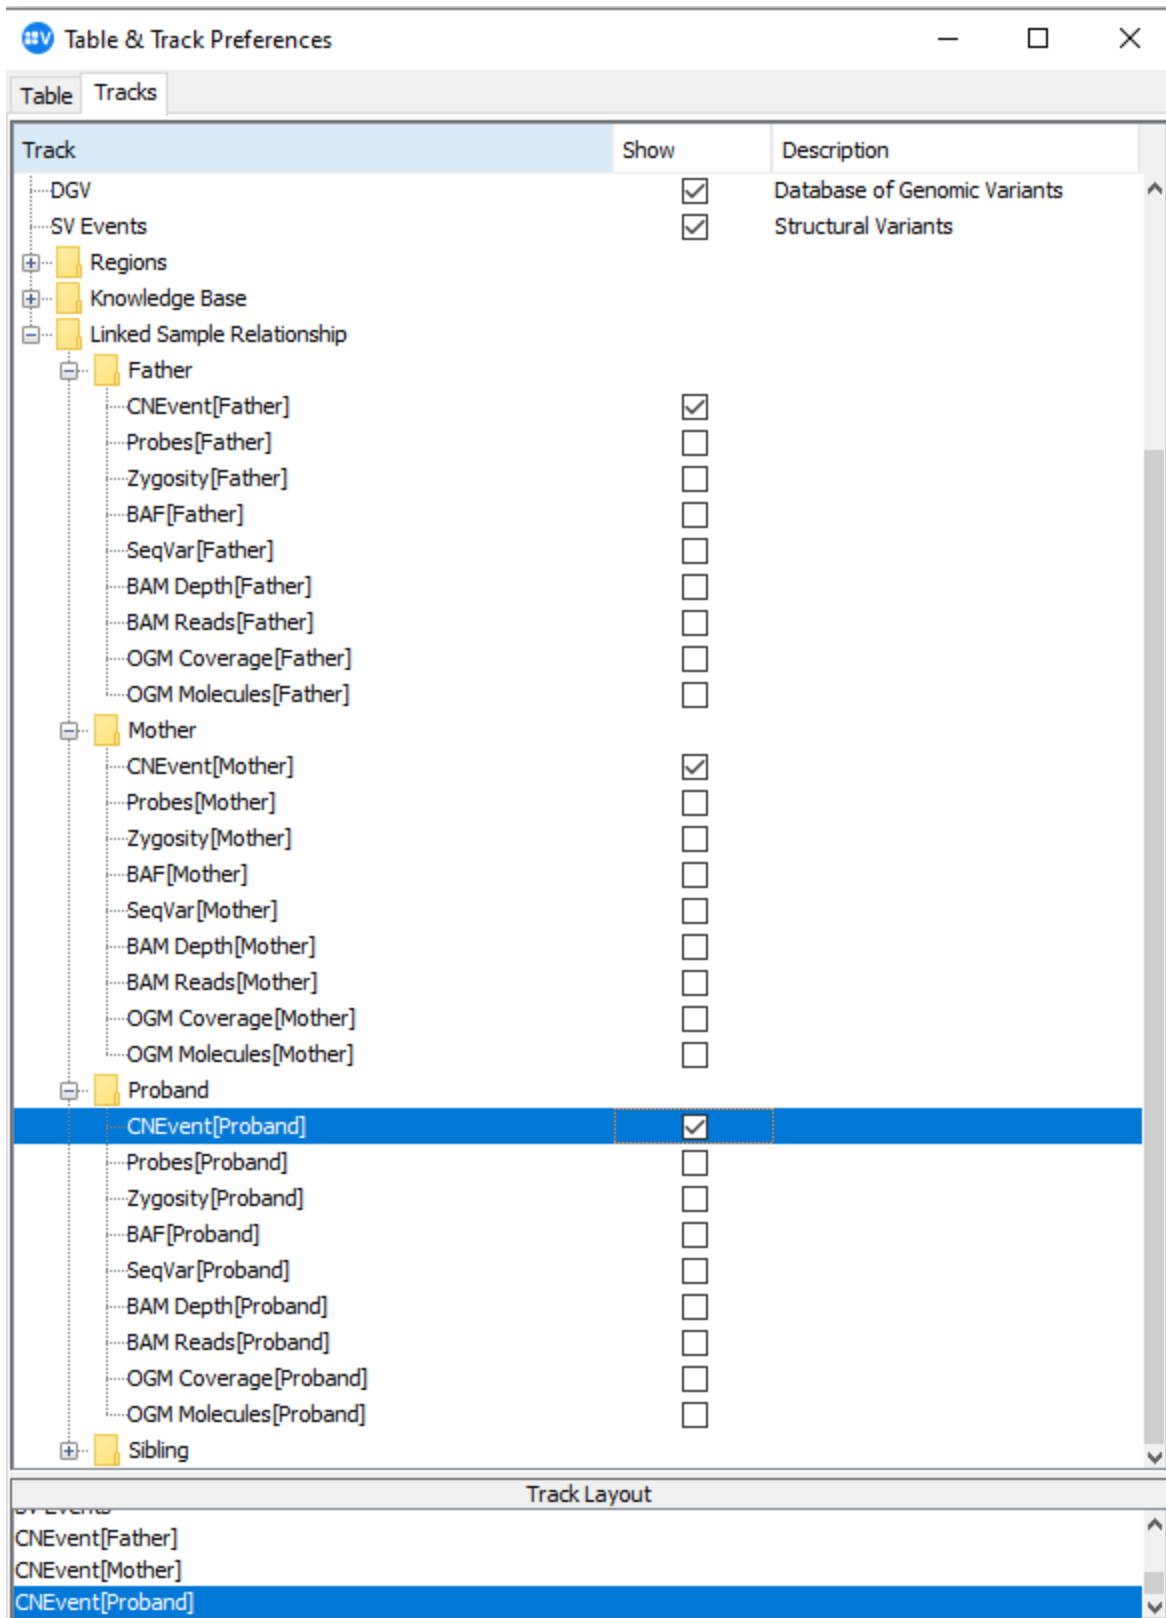 Table & Track Preferences
Table Tracks
Track Show Description
DGV Database of Genomic Variants
SV Events Structural Variants
Regions
Knowledge Base
Linked Sample Relationship
Father
CNEvent[Father]
Probes[Father]
Zygosity[Father]
BAF[Father]
SeqVar[Father]
BAM Depth[Father]
BAM Reads[Father]
OGM Coverage[Father]
OGM Molecules[Father]
Mother
CNEvent[Mother]
Probes[Mother]
Zygosity[Mother]
BAF[Mother]
SeqVar[Mother]
BAM Depth[Mother]
BAM Reads[Mother]
OGM Coverage[Mother]
OGM Molecules[Mother]
Proband
CNEvent[Proband]
Probes[Proband]
Zygosity[Proband]
BAF[Proband]
SeqVar[Proband]
BAM Depth[Proband]
BAM Reads[Proband]
OGM Coverage[Proband]
OGM Molecules[Proband]
Sibling
Track Layout
SV Events
CNEvent[Father]
CNEvent[Mother]
CNEvent[Proband]